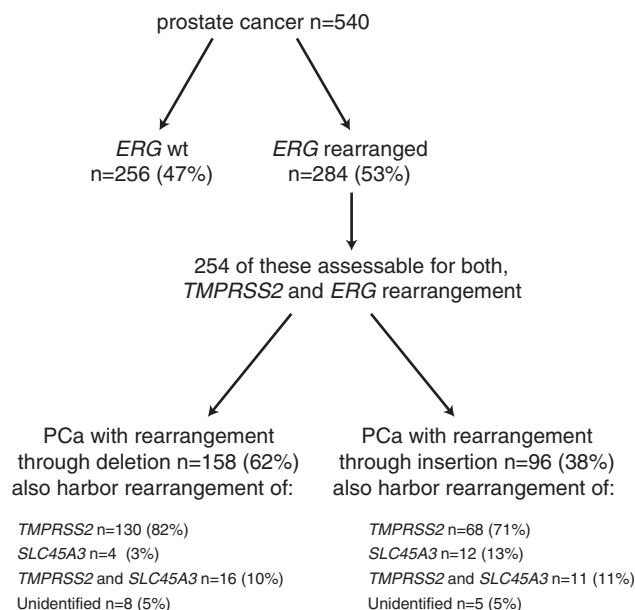 prostate cancer n=540
ERG wt
n=256 (47%)
ERG rearranged
n=284 (53%)
254 of these assessable for both,
TMPRSS2 and ERG rearrangement
PCa with rearrangement
through deletion n=158 (62%)
also harbor rearrangement of:
TMPRSS2 n=130 (82%)
SLC45A3 n=4 (3%)
TMPRSS2 and SLC45A3 n=16 (10%)
Unidentified n=8 (5%)
PCa with rearrangement
through insertion n=96 (38%)
also harbor rearrangement of:
TMPRSS2 n=68 (71%)
SLC45A3 n=12 (13%)
TMPRSS2 and SLC45A3 n=11 (11%)
Unidentified n=5 (5%)